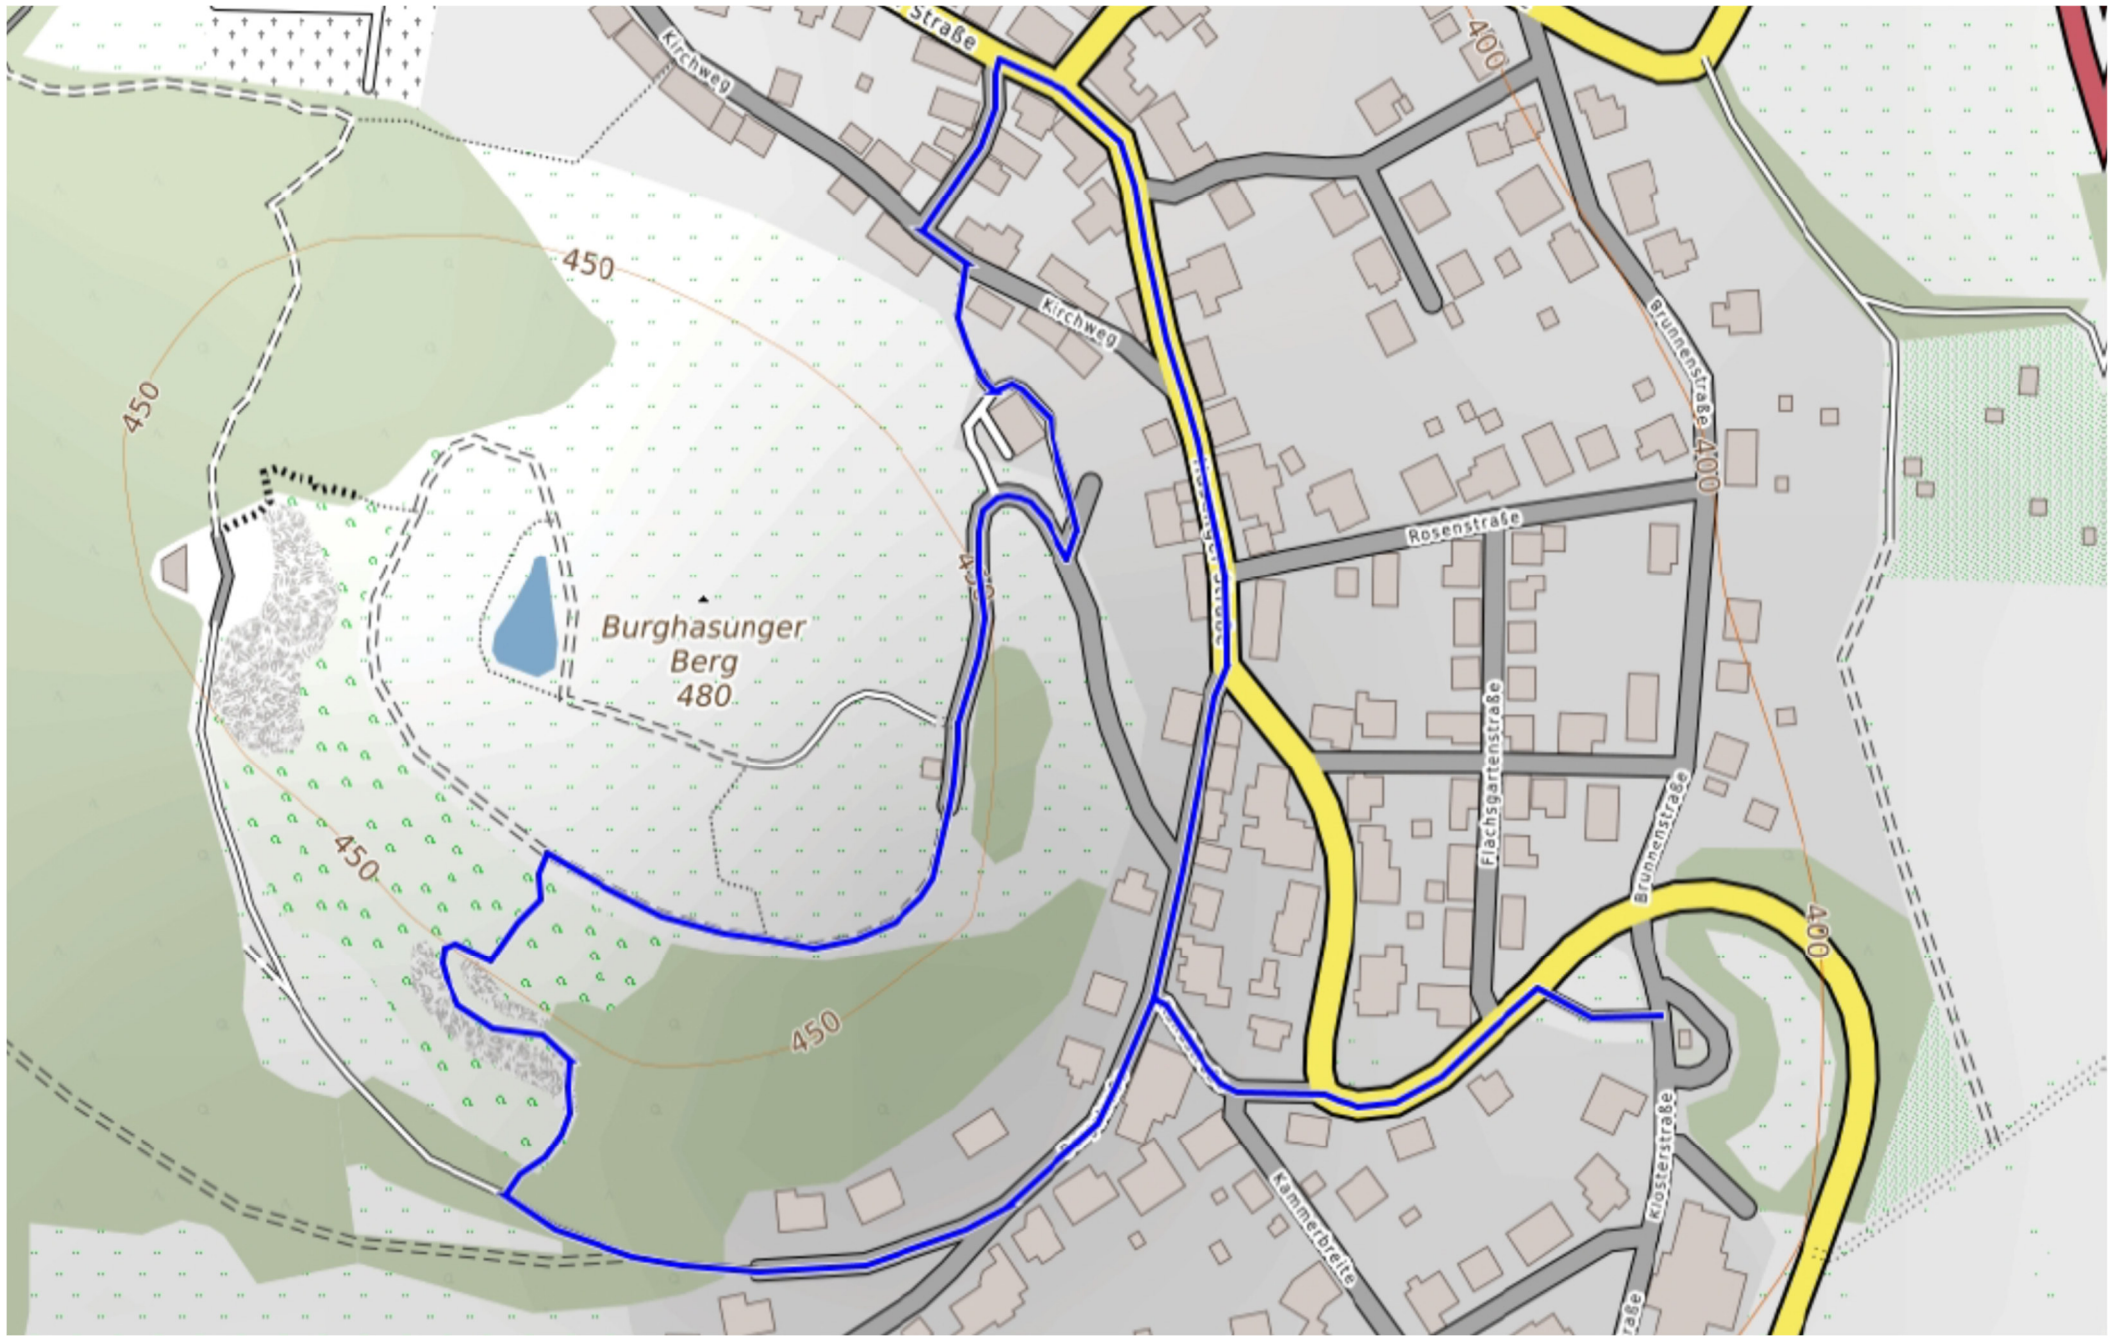 Straße
Kirchweg
400
450
450
Kirchweg
Brunnenstraße
400
Rosenstraße
Burghasunger
Berg
480
Flachsgartenstraße
Brunnenstraße
450
400
450
Klosterstraße
Kammerbreite
raße